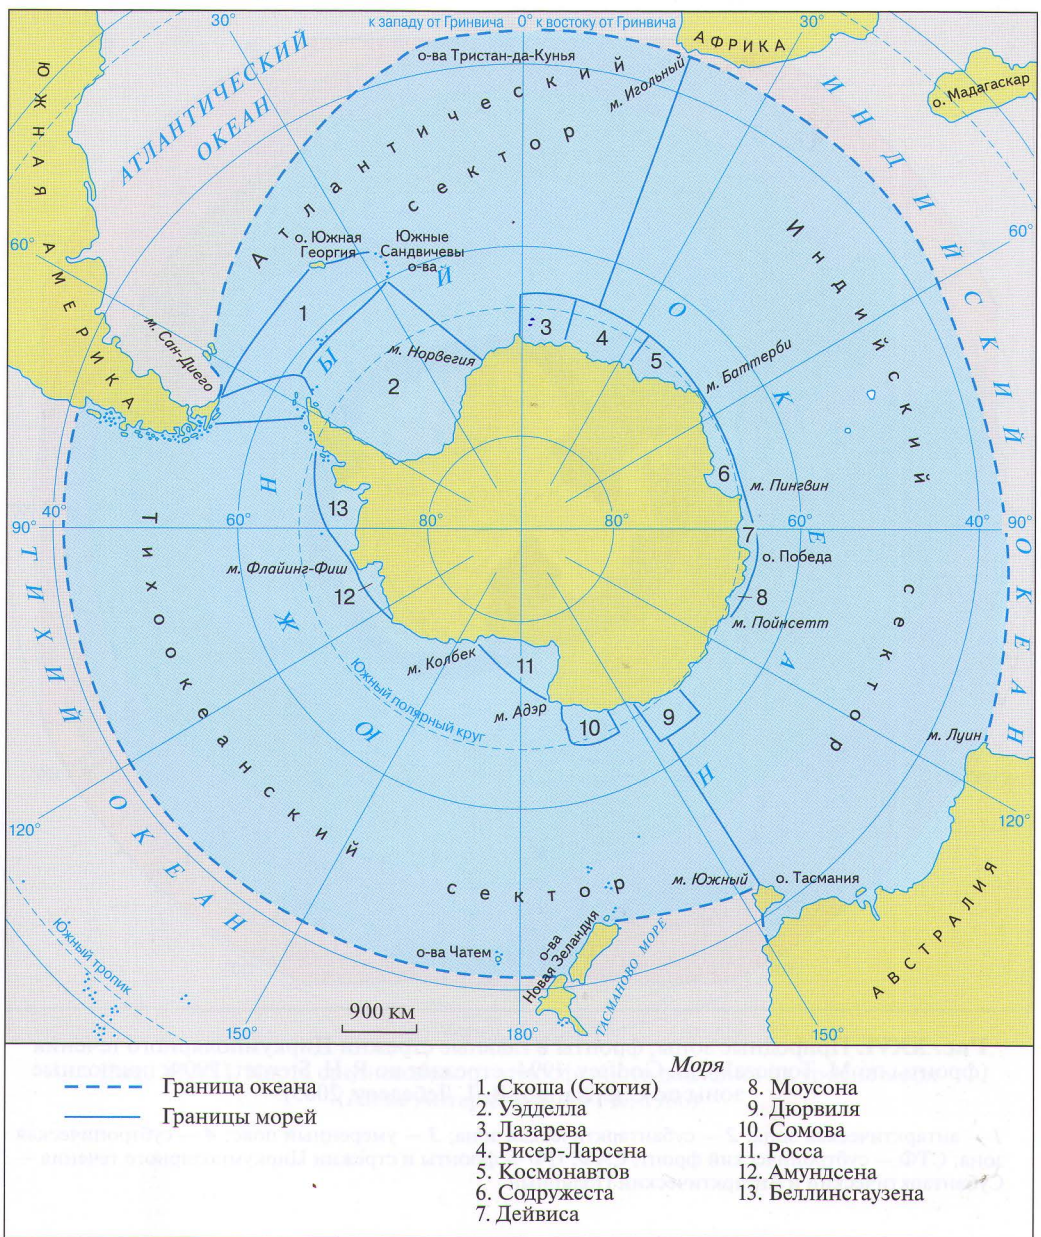 к западу от Гринвича 0° к востоку от Гринвича
30°
30°
АФРИКА
о. Мадагаскар
ЮЖНАЯ АМЕРИКА
АТЛАНТИЧЕСКИЙ
ОКЕАН
ИНДИЙСКИЙ ОКЕАН
о-ва Тристан-да-Кунья
м. Игольный
Атлантический
сектор
Индийский
сектор
60°
60°
о. Южная
Георгия
Южные
Сандвичевы
о-ва
ЮЖНЫЙ ОКЕАН
м. Сан-Диего
1
2
3
4
5
м. Норвегия
м. Баттерби
6
м. Пингвин
13
7
90°
40°
60°
80°
80°
60°
40°
90°
о. Победа
м. Флайинг-Фиш
12
8
м. Пойнсетт
м. Колбек
11
м. Адэр
10
9
Южный полярный круг
Тихоокеанский
сектор
ТИХИЙ
ОКЕАН
м. Луин
120°
120°
м. Южный
о. Тасмания
АВСТРАЛИЯ
о-ва Чатем
о-ва
Новая Зеландия
ТАСМАНОВО МОРЕ
Южный тропик
900 км
150°
180°
150°
Граница океана
Границы морей
Моря
1. Скоша (Скотия)
2. Уэдделла
3. Лазарева
4. Рисер-Ларсена
5. Космонавтов
6. Содружеста
7. Дейвиса
8. Моусона
9. Дюрвиля
10. Сомова
11. Росса
12. Амундсена
13. Беллинсгаузена